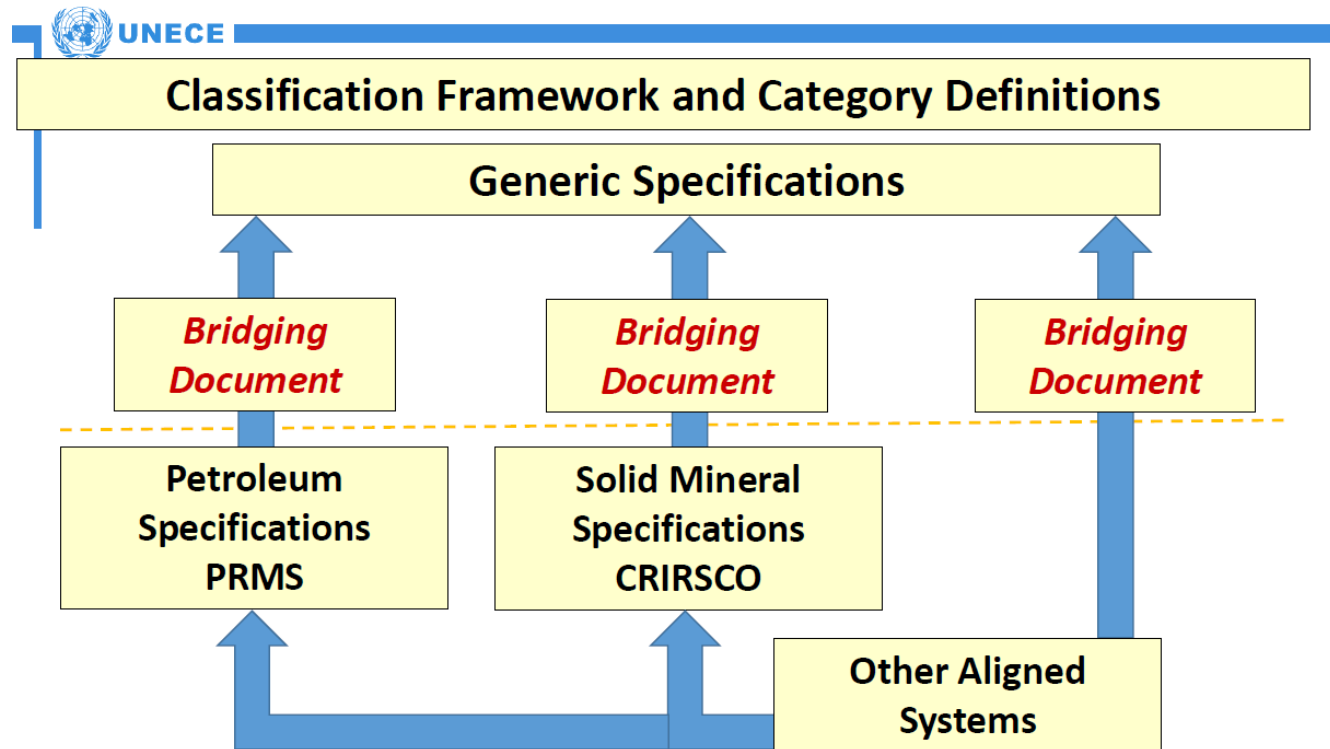 UNECE
Classification Framework and Category Definitions
Generic Specifications
Bridging
Document
Bridging
Document
Bridging
Document
Petroleum
Specifications
PRMS
Solid Mineral
Specifications
CRIRSCO
Other Aligned
Systems